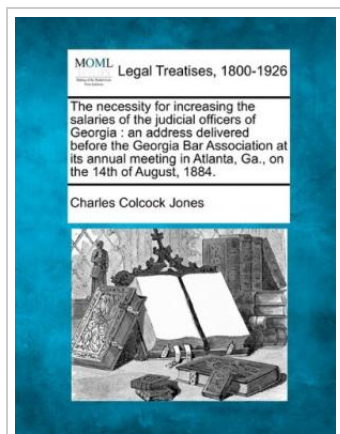 MOML
Legal Treatises, 1800-1926
The necessity for increasing the
salaries of the judicial officers of
Georgia : an address delivered
before the Georgia Bar Association at
its annual meeting in Atlanta, Ga., on
the 14th of August, 1884.
Charles Colcock Jones